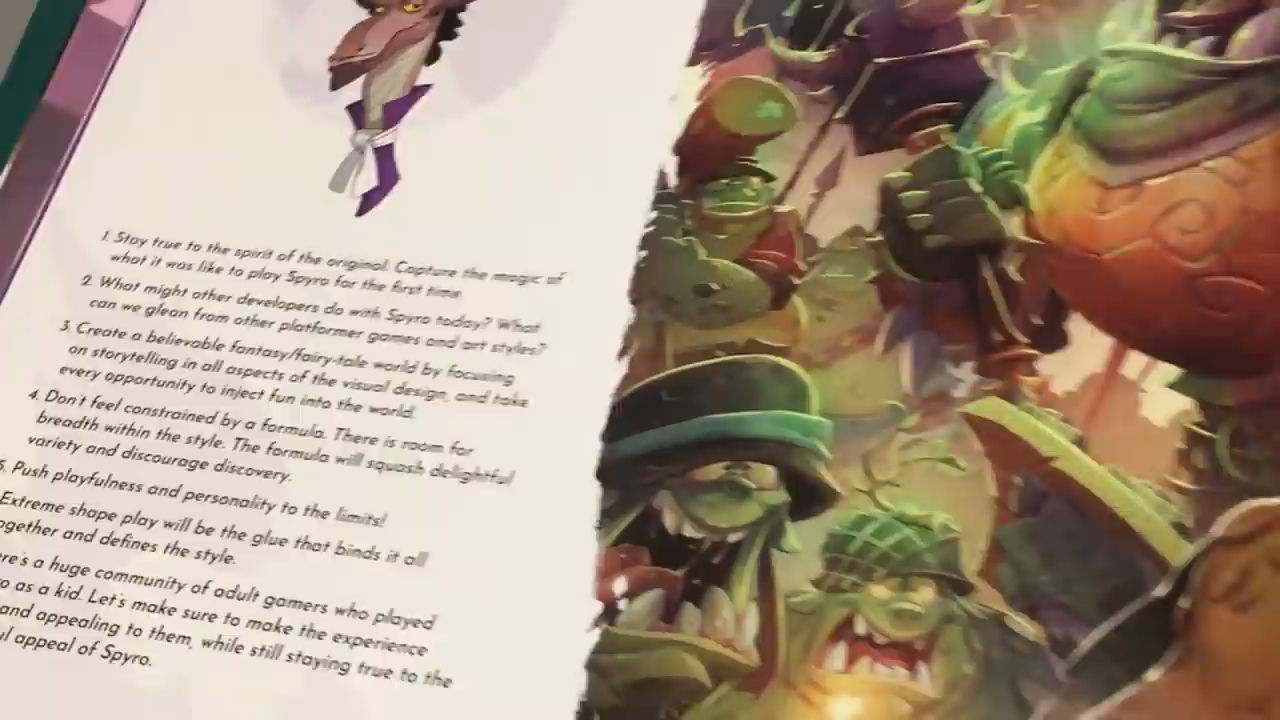 1. Stay true to the spirit of the original. Capture the magic of
what it was like to play Spyro for the first time.
2. What might other developers do with Spyro today? What
can we glean from other platformer games and art styles?
3. Create a believable fantasy/fairy-tale world by focusing
on storytelling in all aspects of the visual design, and take
every opportunity to inject fun into the world.
4. Don't feel constrained by a formula. There is room for
breadth within the style. The formula will squash delightful
variety and discourage discovery.
5. Push playfulness and personality to the limits!
Extreme shape play will be the glue that binds it all
together and defines the style.
a huge community of adult gamers who played
as a kid. Let's make sure to make the experience
and appealing to them, while still staying true to the
appeal of Spyro.